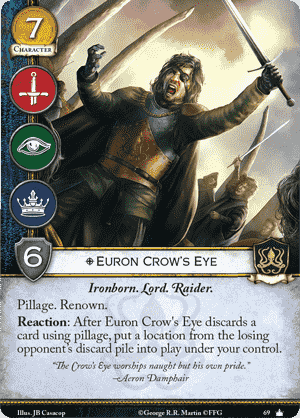 7
CHARACTER
6
EURON CROW'S EYE
Ironborn. Lord. Raider.
Pillage. Renown.
Reaction: After Euron Crow's Eye discards a
card using pillage, put a location from the losing
opponent's discard pile into play under your control.
"The Crow's Eye worships naught but his own pride."
–Aeron Damphair
Illus. JB Casacop
©George R.R. Martin ©FFG
69